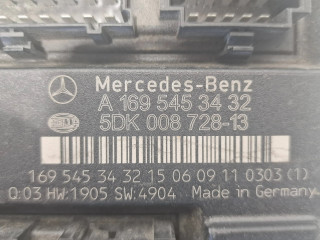 Mercedes-Benz
A 169 545 34 32
HELLA
5DK 008 728-13
169 545 34 32 15 06 09 11 0303 (1)
0:03 HW:1905 SW:4904 Made in Germany